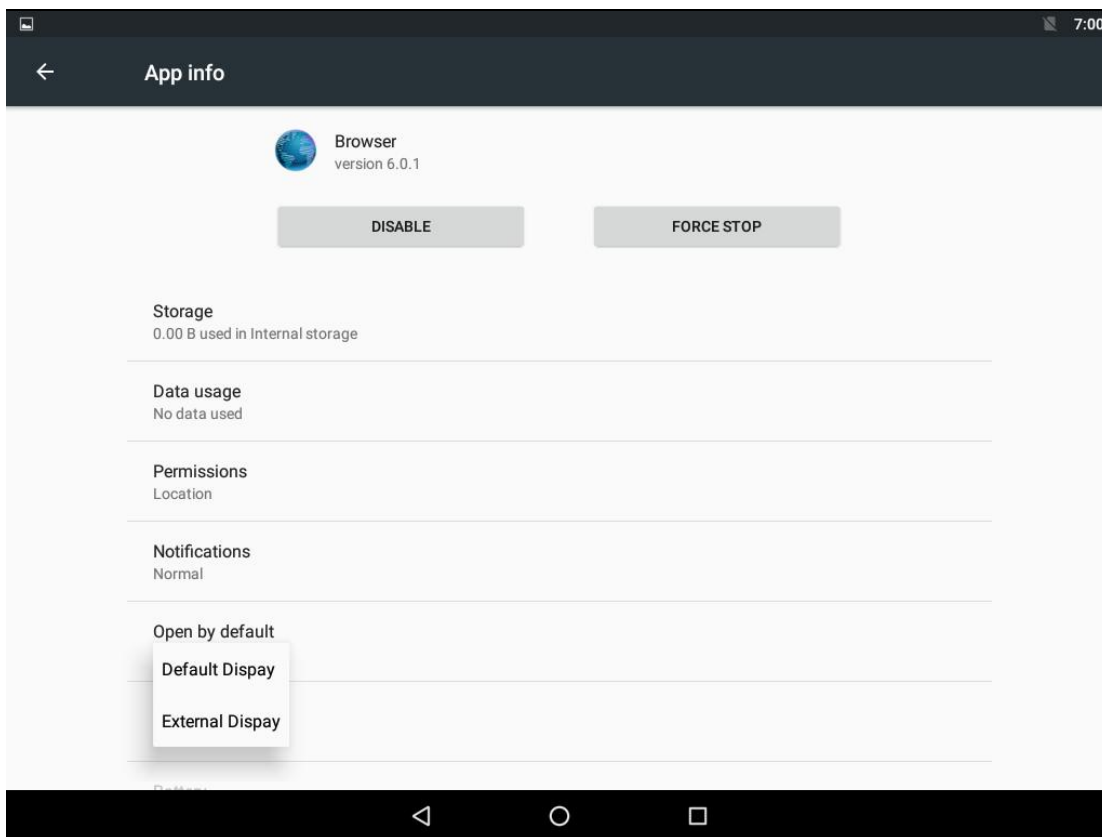 7:00
App info
Browser
version 6.0.1
DISABLE
FORCE STOP
Storage
0.00 B used in Internal storage
Data usage
No data used
Permissions
Location
Notifications
Normal
Open by default
Default Dispay
External Dispay